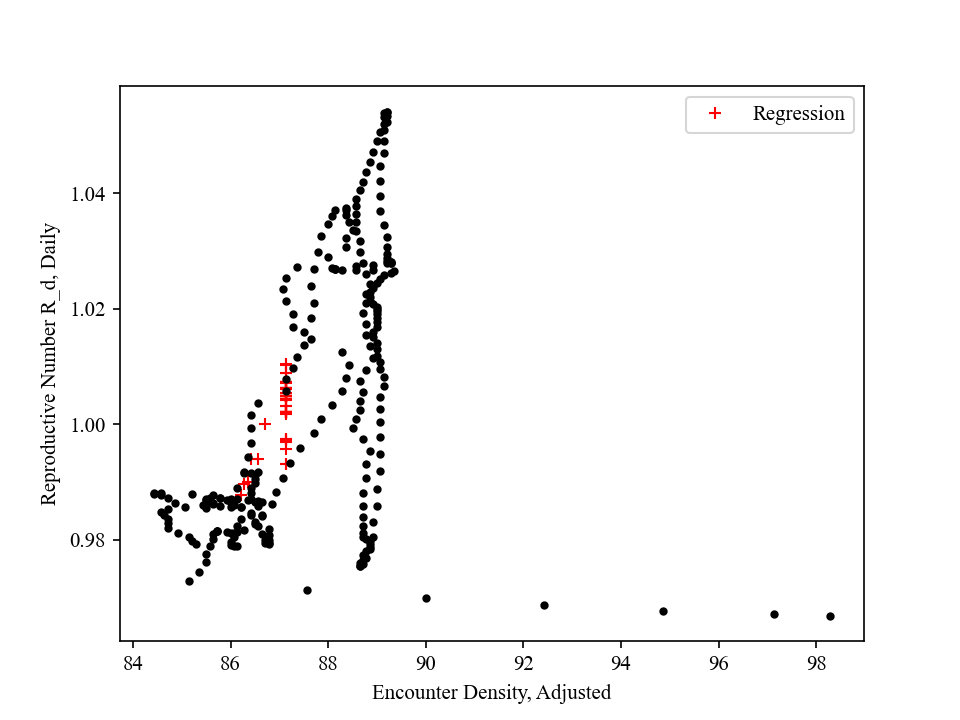 Regression
Reproductive Number R_d, Daily
1.04
1.02
1.00
0.98
84 86 88 90 92 94 96 98
Encounter Density, Adjusted